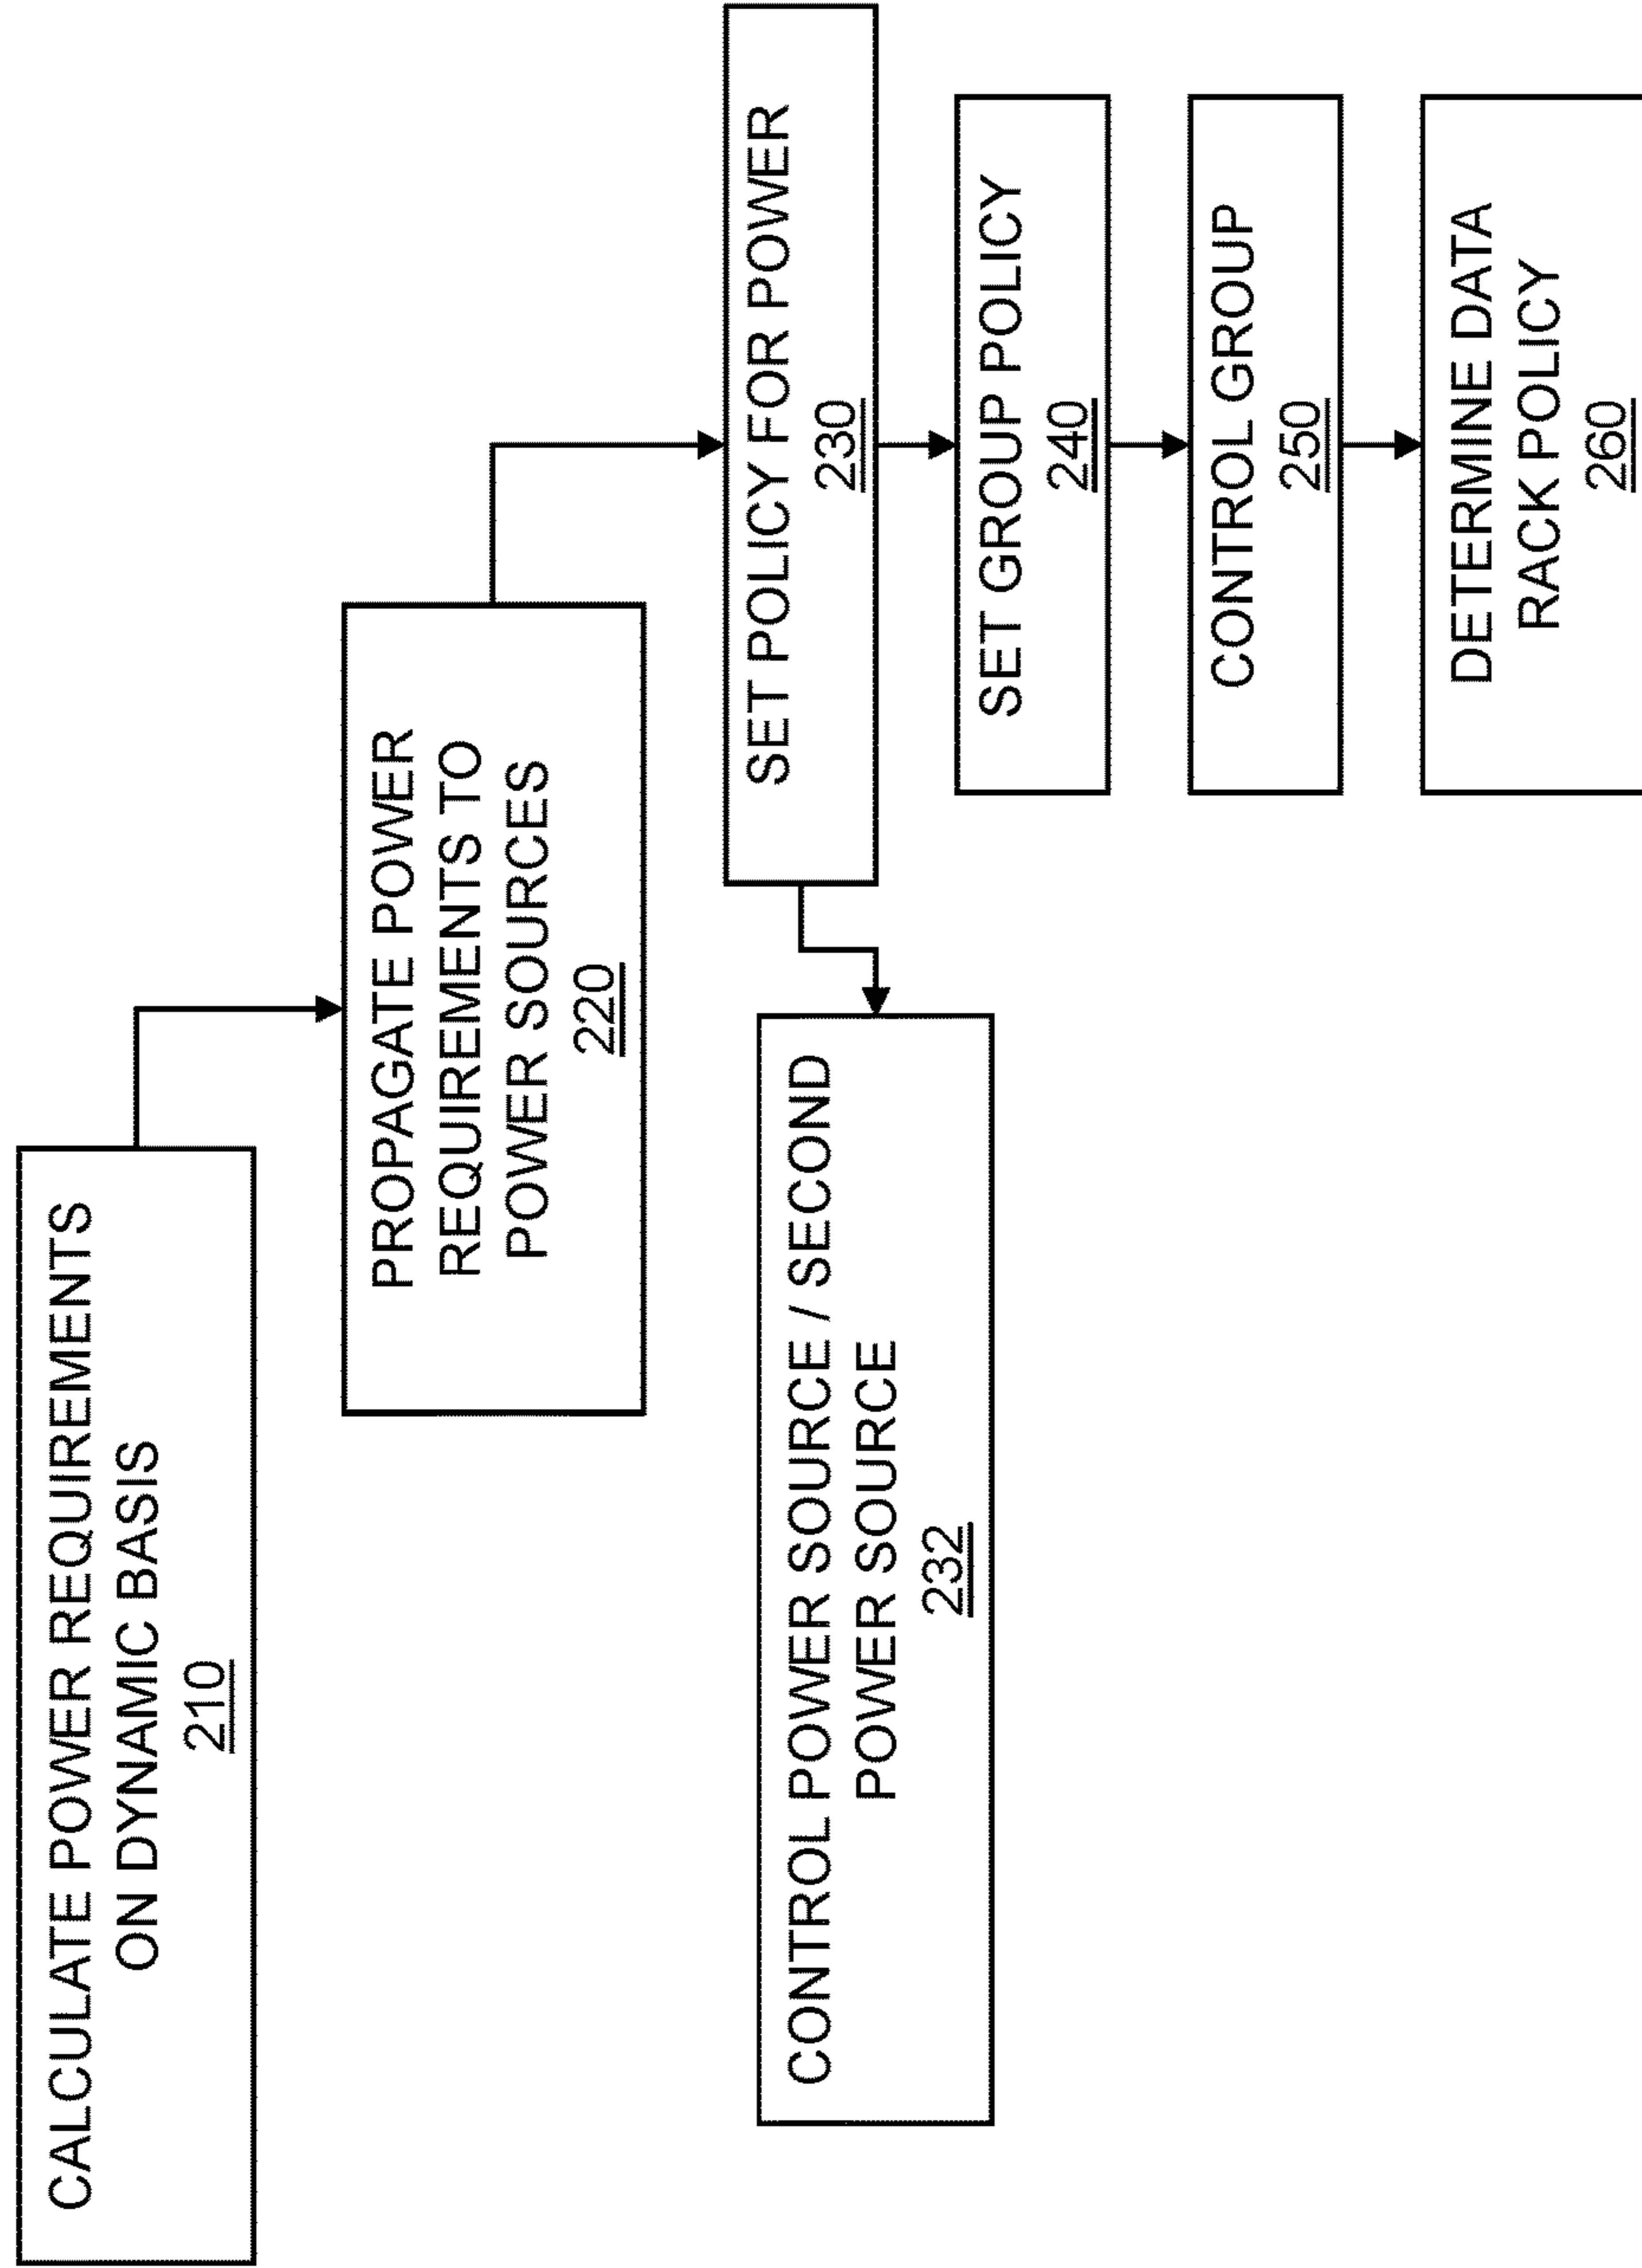 CALCULATE POWER REQUIREMENTS
ON DYNAMIC BASIS
210
PROPAGATE POWER
REQUIREMENTS TO
POWER SOURCES
220
SET POLICY FOR POWER
230
CONTROL POWER SOURCE / SECOND
POWER SOURCE
232
SET GROUP POLICY
240
CONTROL GROUP
250
DETERMINE DATA
RACK POLICY
260